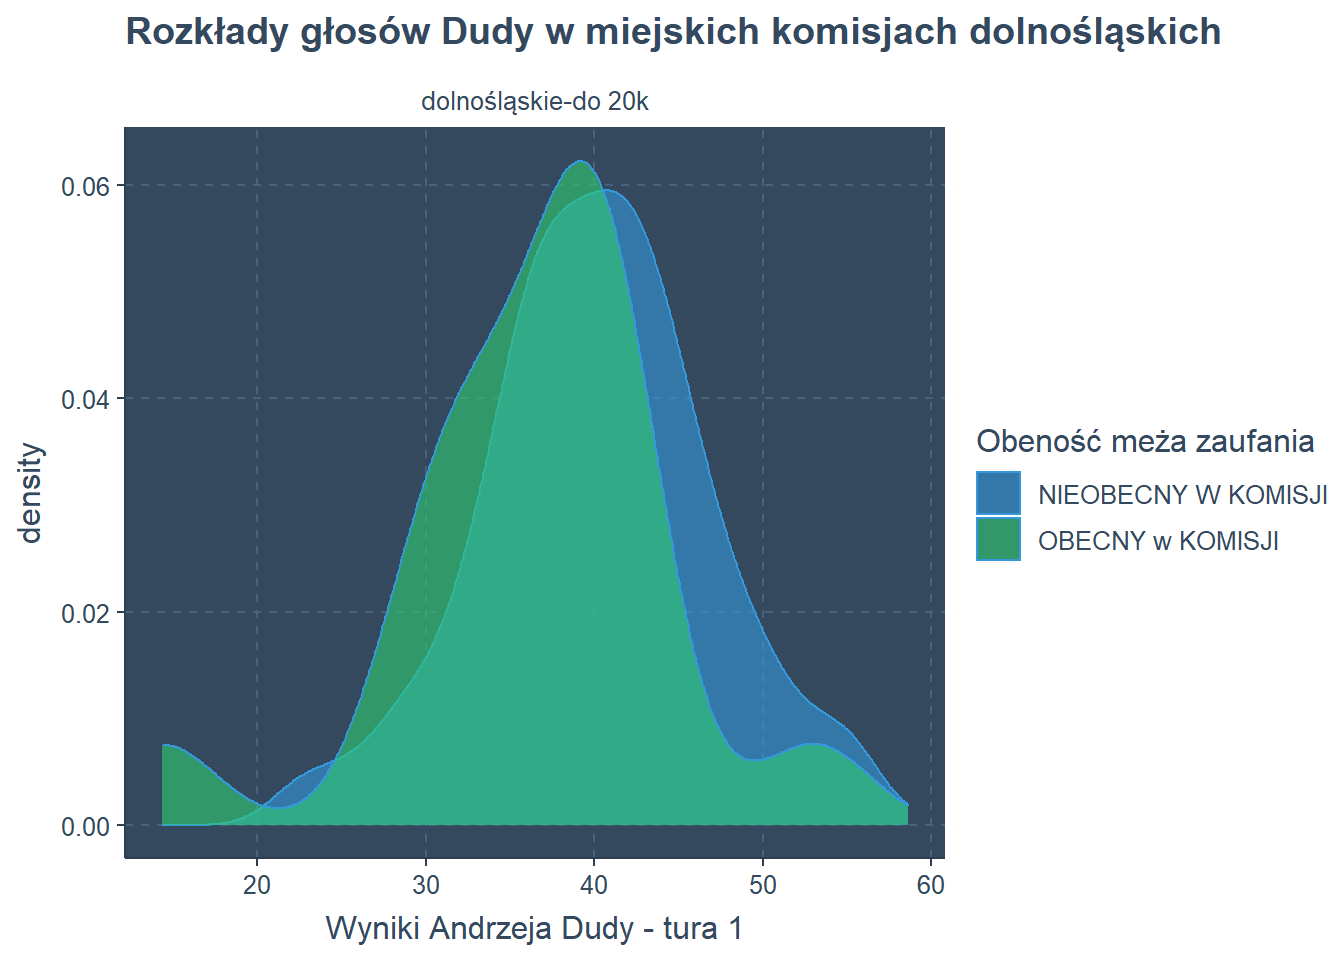 Rozkłady głosów Dudy w miejskich komisjach dolnośląskich
dolnośląskie-do 20k
0.06
0.04
0.02
0.00
density
20 30 40 50 60
Wyniki Andrzeja Dudy - tura 1
Obeność meża zaufania
NIEOBECNY W KOMISJI
OBECNY w KOMISJI